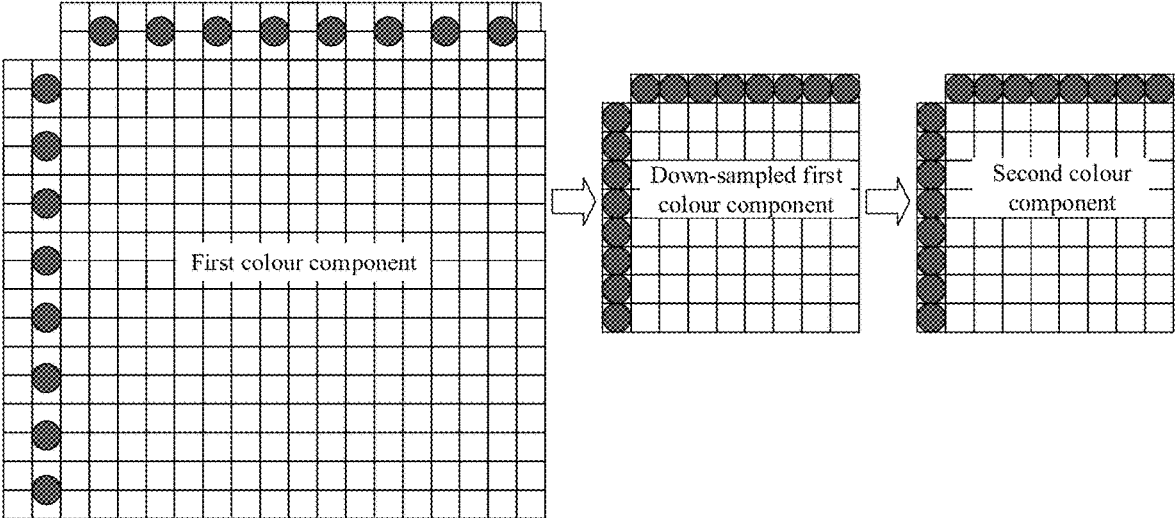 First colour component
Down-sampled first
colour component
Second colour
component